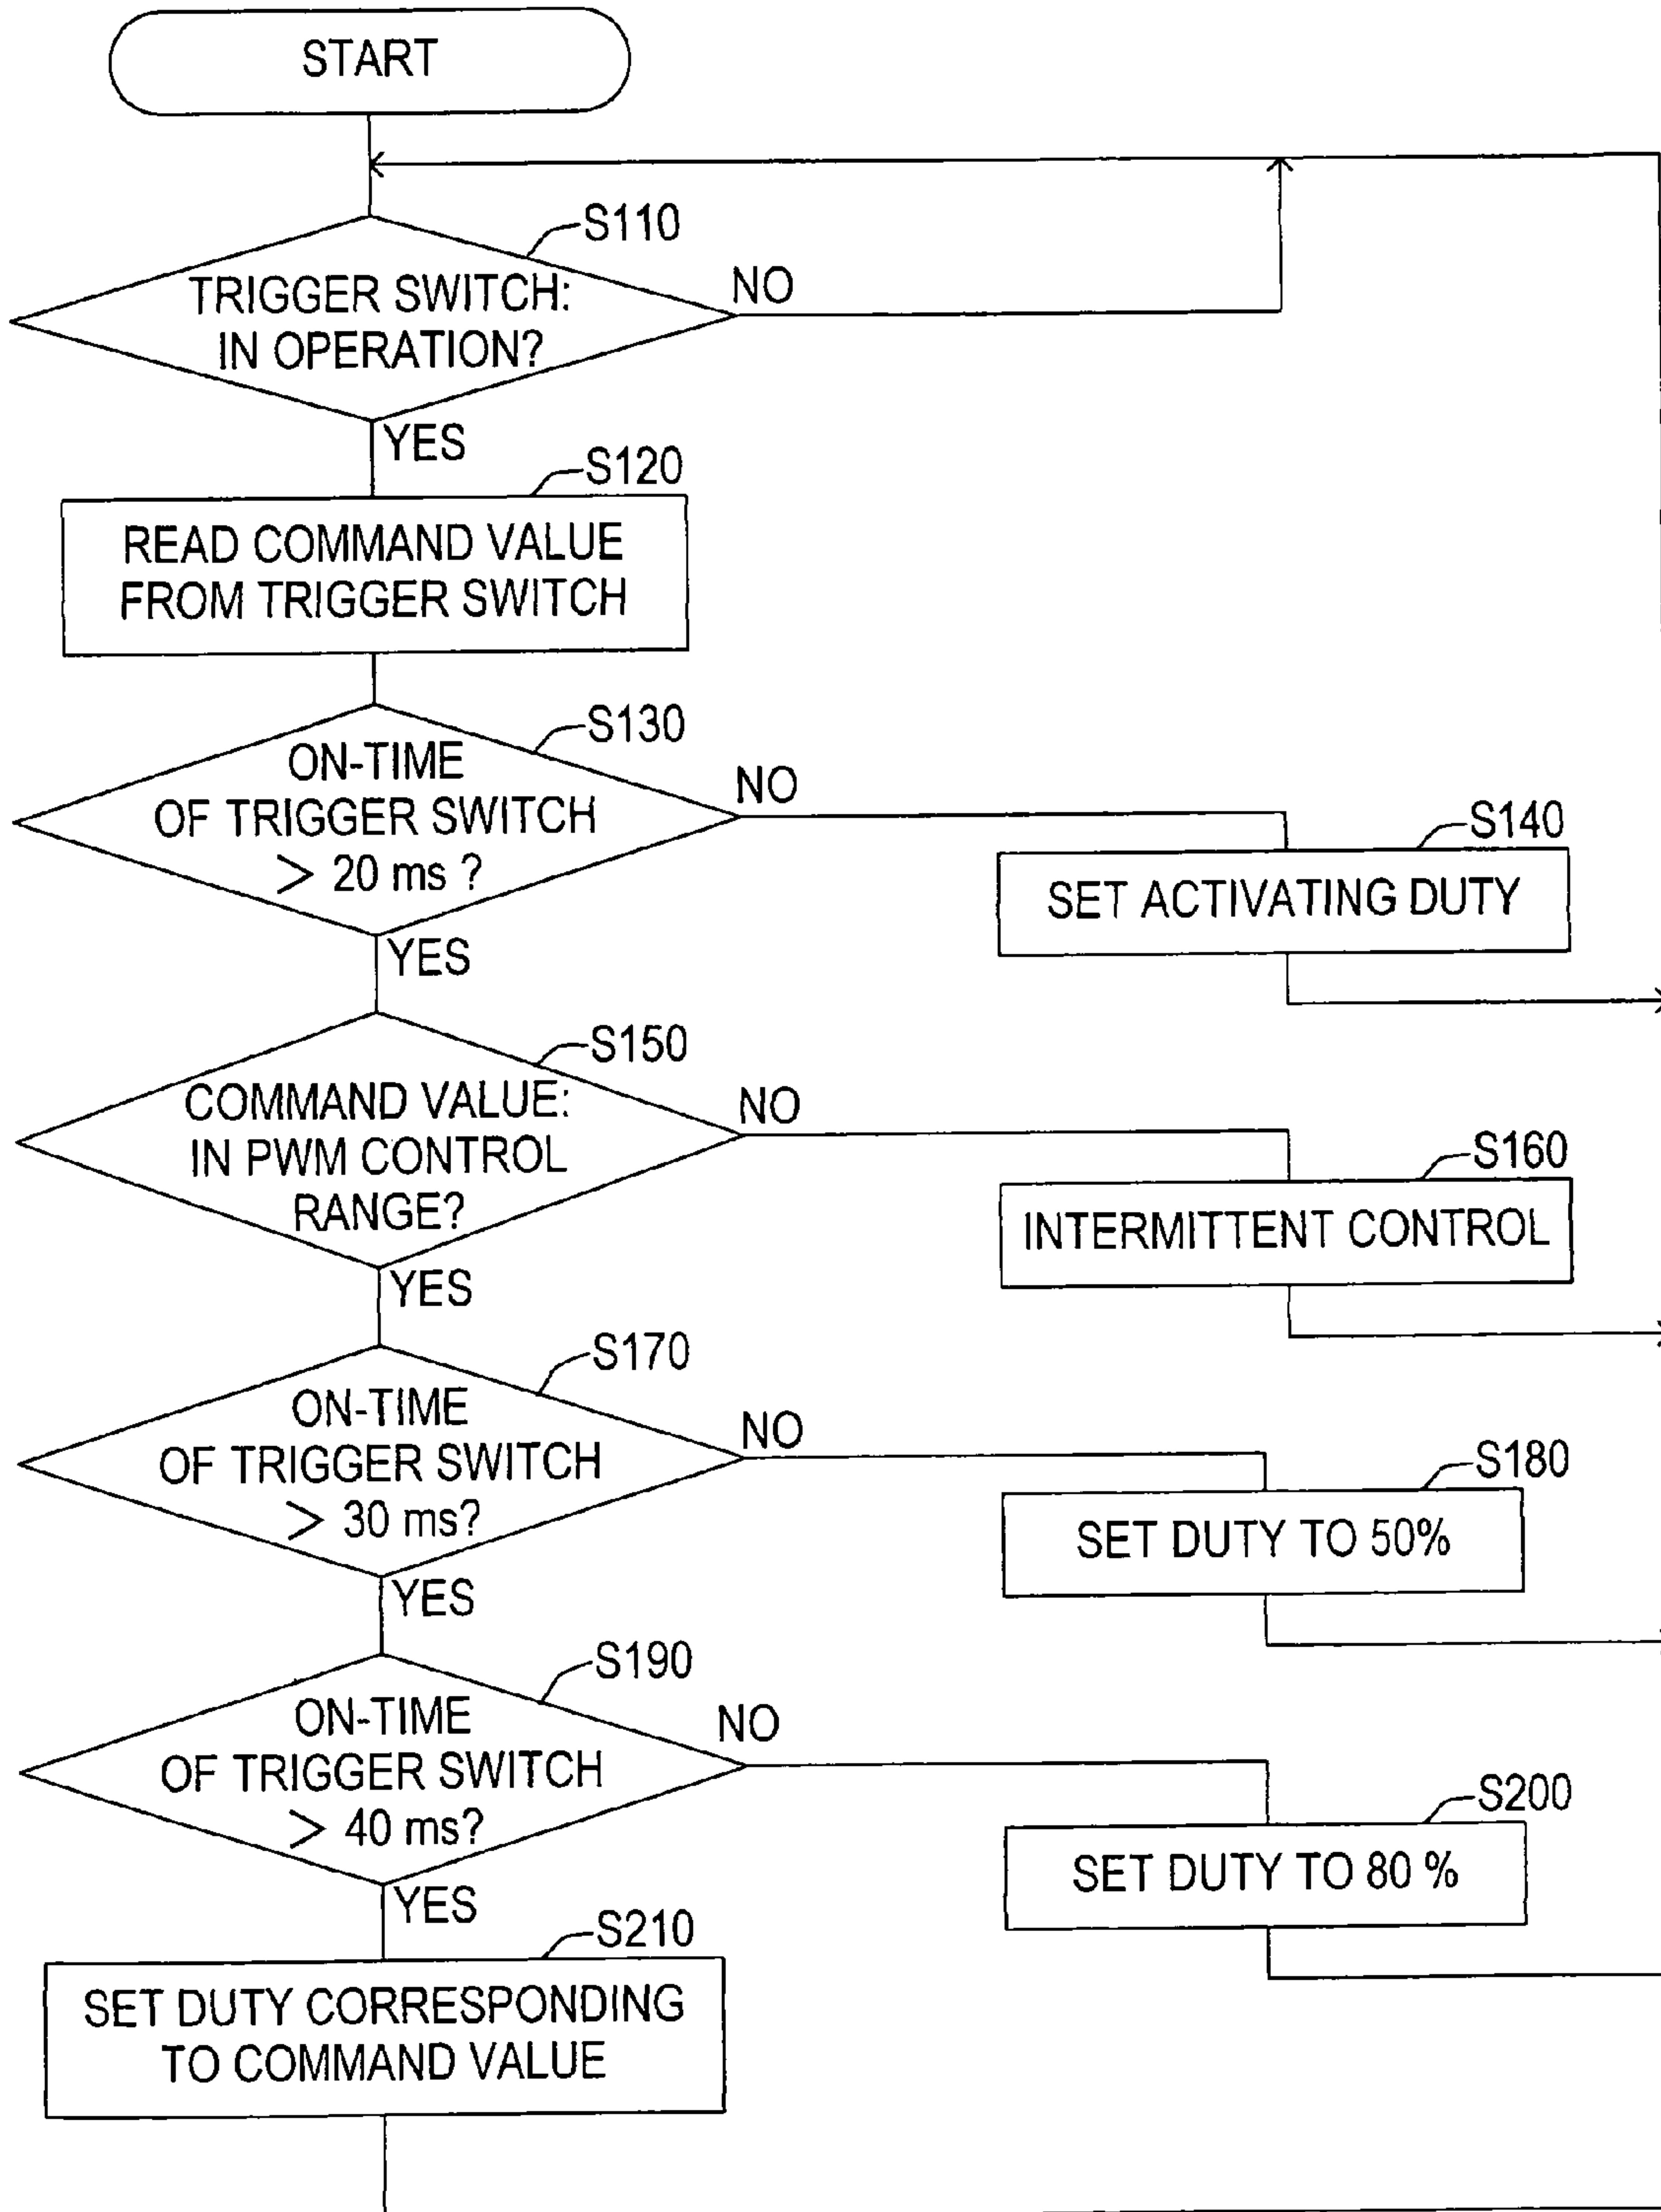 START
S110
TRIGGER SWITCH:
IN OPERATION?
NO
YES
S120
READ COMMAND VALUE
FROM TRIGGER SWITCH
S130
ON-TIME
OF TRIGGER SWITCH
> 20 ms ?
NO
YES
S140
SET ACTIVATING DUTY
S150
COMMAND VALUE:
IN PWM CONTROL
RANGE?
NO
YES
S160
INTERMITTENT CONTROL
S170
ON-TIME
OF TRIGGER SWITCH
> 30 ms?
NO
YES
S180
SET DUTY TO 50%
S190
ON-TIME
OF TRIGGER SWITCH
> 40 ms?
NO
YES
S200
SET DUTY TO 80 %
S210
SET DUTY CORRESPONDING
TO COMMAND VALUE